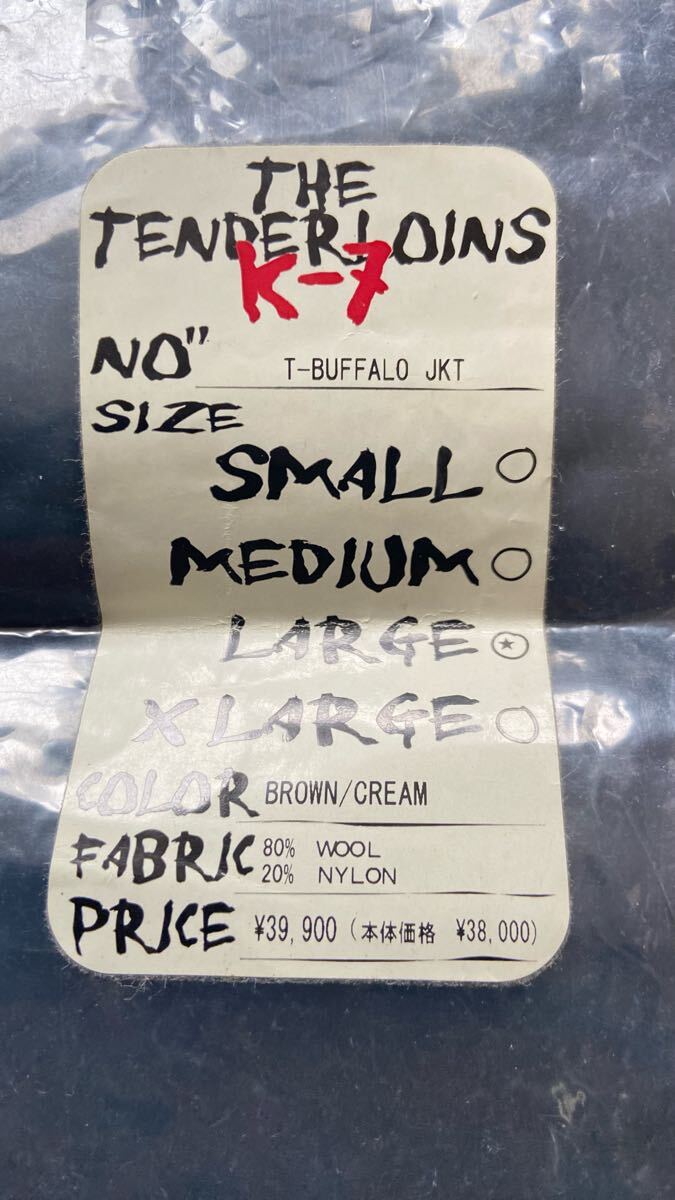 THE
TENDERLOINS
K-7
NO" T-BUFFALO JKT
SIZE
SMALL ○
MEDIUM ○
LARGE ⍟
X LARGE ○
COLOR BROWN/CREAM
FABRIC 80% WOOL
20% NYLON
PRICE ¥39,900 (本体価格 ¥38,000)